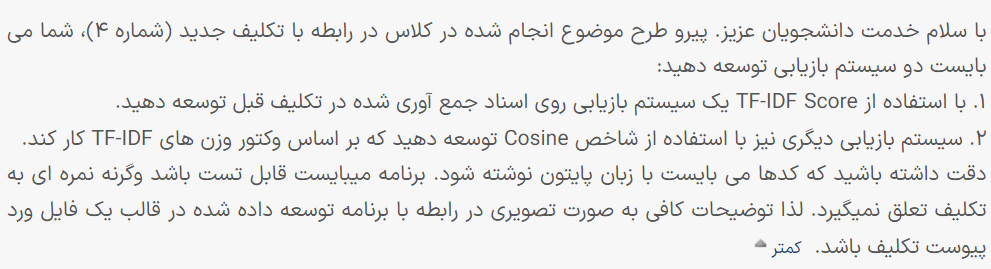 با سلام خدمت دانشجویان عزیز. پیرو طرح موضوع انجام شده در کلاس در رابطه با تکلیف جدید (شماره ۴)، شما می
بایست دو سیستم بازیابی توسعه دهید:
۱. با استفاده از TF-IDF Score یک سیستم بازیابی روی اسناد جمع آوری شده در تکلیف قبل توسعه دهید.
۲. سیستم بازیابی دیگری نیز با استفاده از شاخص Cosine توسعه دهید که بر اساس وکتور وزن های TF-IDF کار کند.
دقت داشته باشید که کدها می بایست با زبان پایتون نوشته شود. برنامه میبایست قابل تست باشد وگرنه نمره ای به
تکلیف تعلق نمیگیرد. لذا توضیحات کافی به صورت تصویری در رابطه با برنامه توسعه داده شده در قالب یک فایل ورد
پیوست تکلیف باشد. کمتر